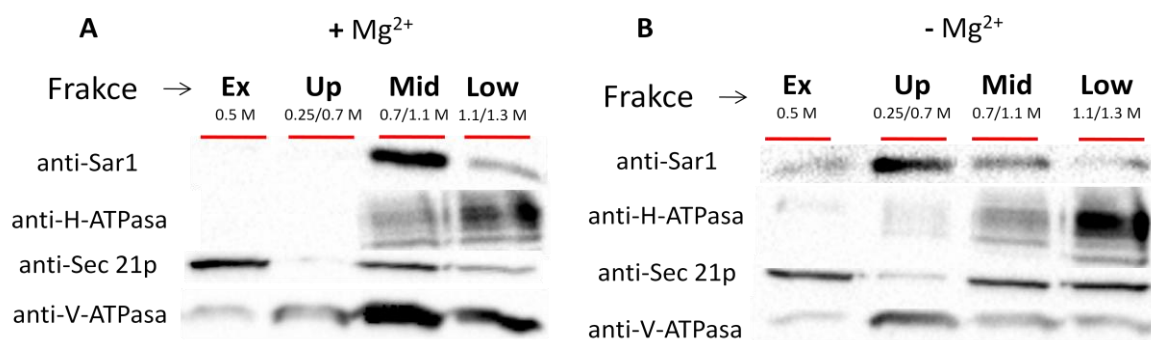 A + Mg²⁺
Frakce → Ex Up Mid Low
0.5 M 0.25/0.7 M 0.7/1.1 M 1.1/1.3 M
anti-Sar1
anti-H-ATPasa
anti-Sec 21p
anti-V-ATPasa
B - Mg²⁺
Frakce → Ex Up Mid Low
0.5 M 0.25/0.7 M 0.7/1.1 M 1.1/1.3 M
anti-Sar1
anti-H-ATPasa
anti-Sec 21p
anti-V-ATPasa